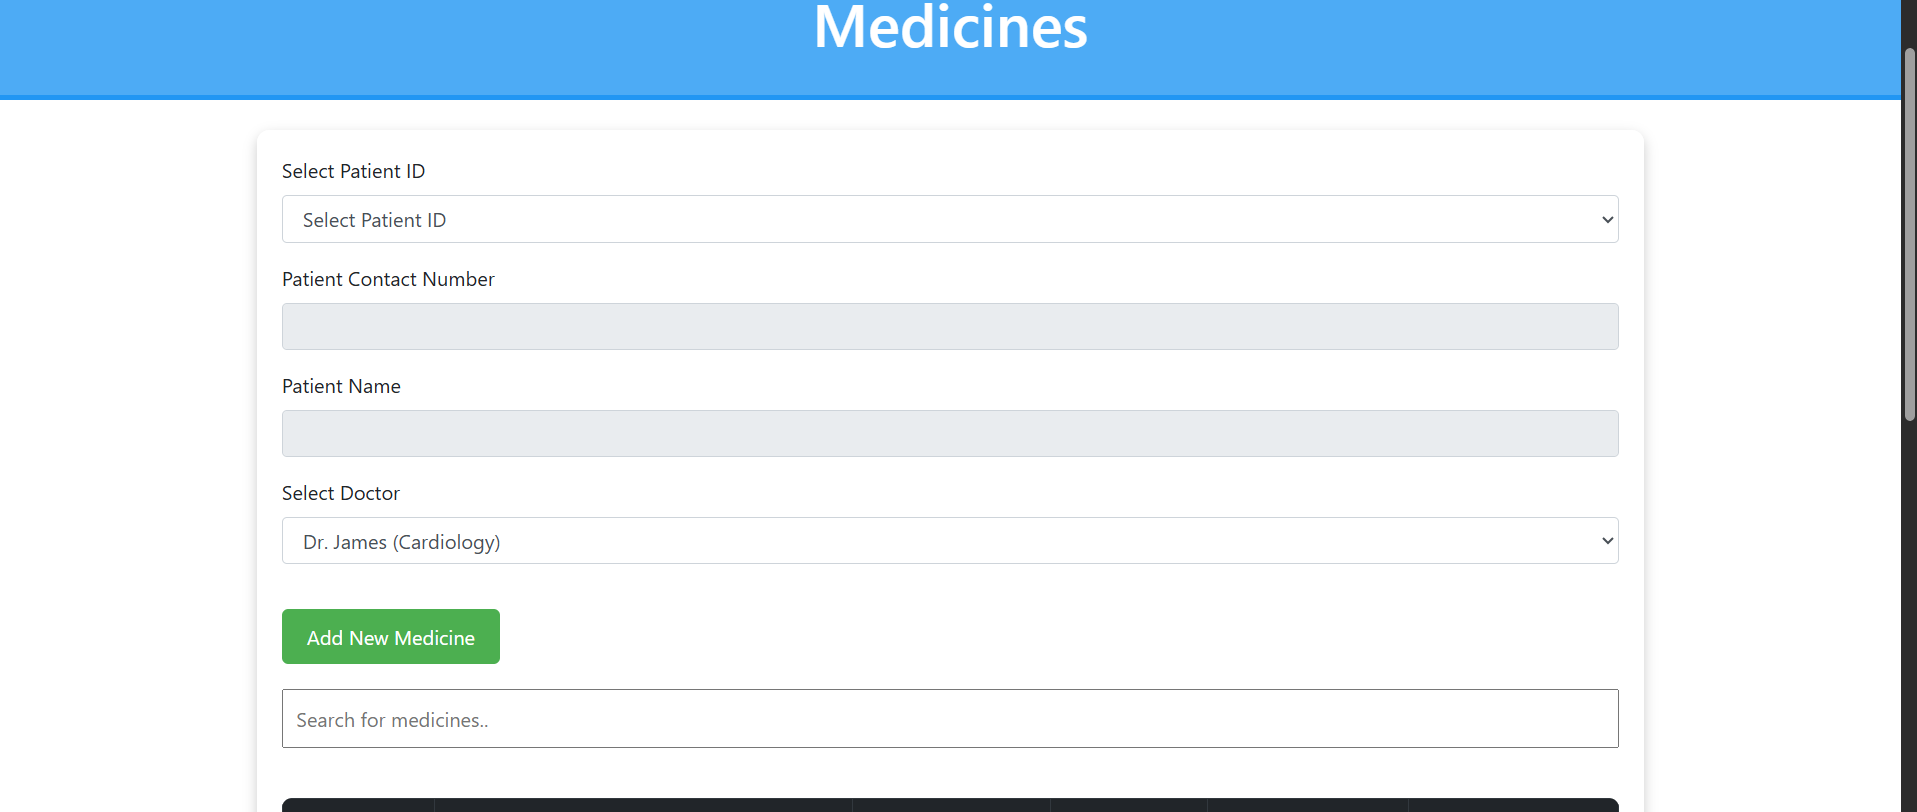 Medicines
Select Patient ID
Select Patient ID
Patient Contact Number
Patient Name
Select Doctor
Dr. James (Cardiology)
Add New Medicine
Search for medicines..